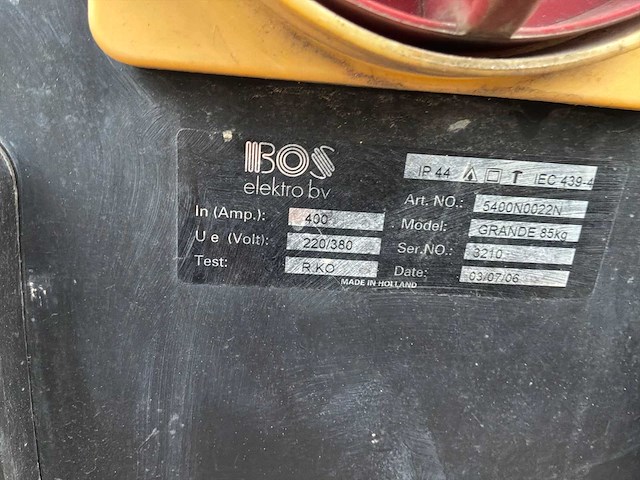 BOS
elektro bv
In (Amp.): 400
U e (Volt): 220/380
Test: R.KO
IP 44 T IEC 439-4
Art. NO.: 5400N0022N
Model: GRANDE 85kg
Ser.NO.: 3210
Date: 03/07/06
MADE IN HOLLAND